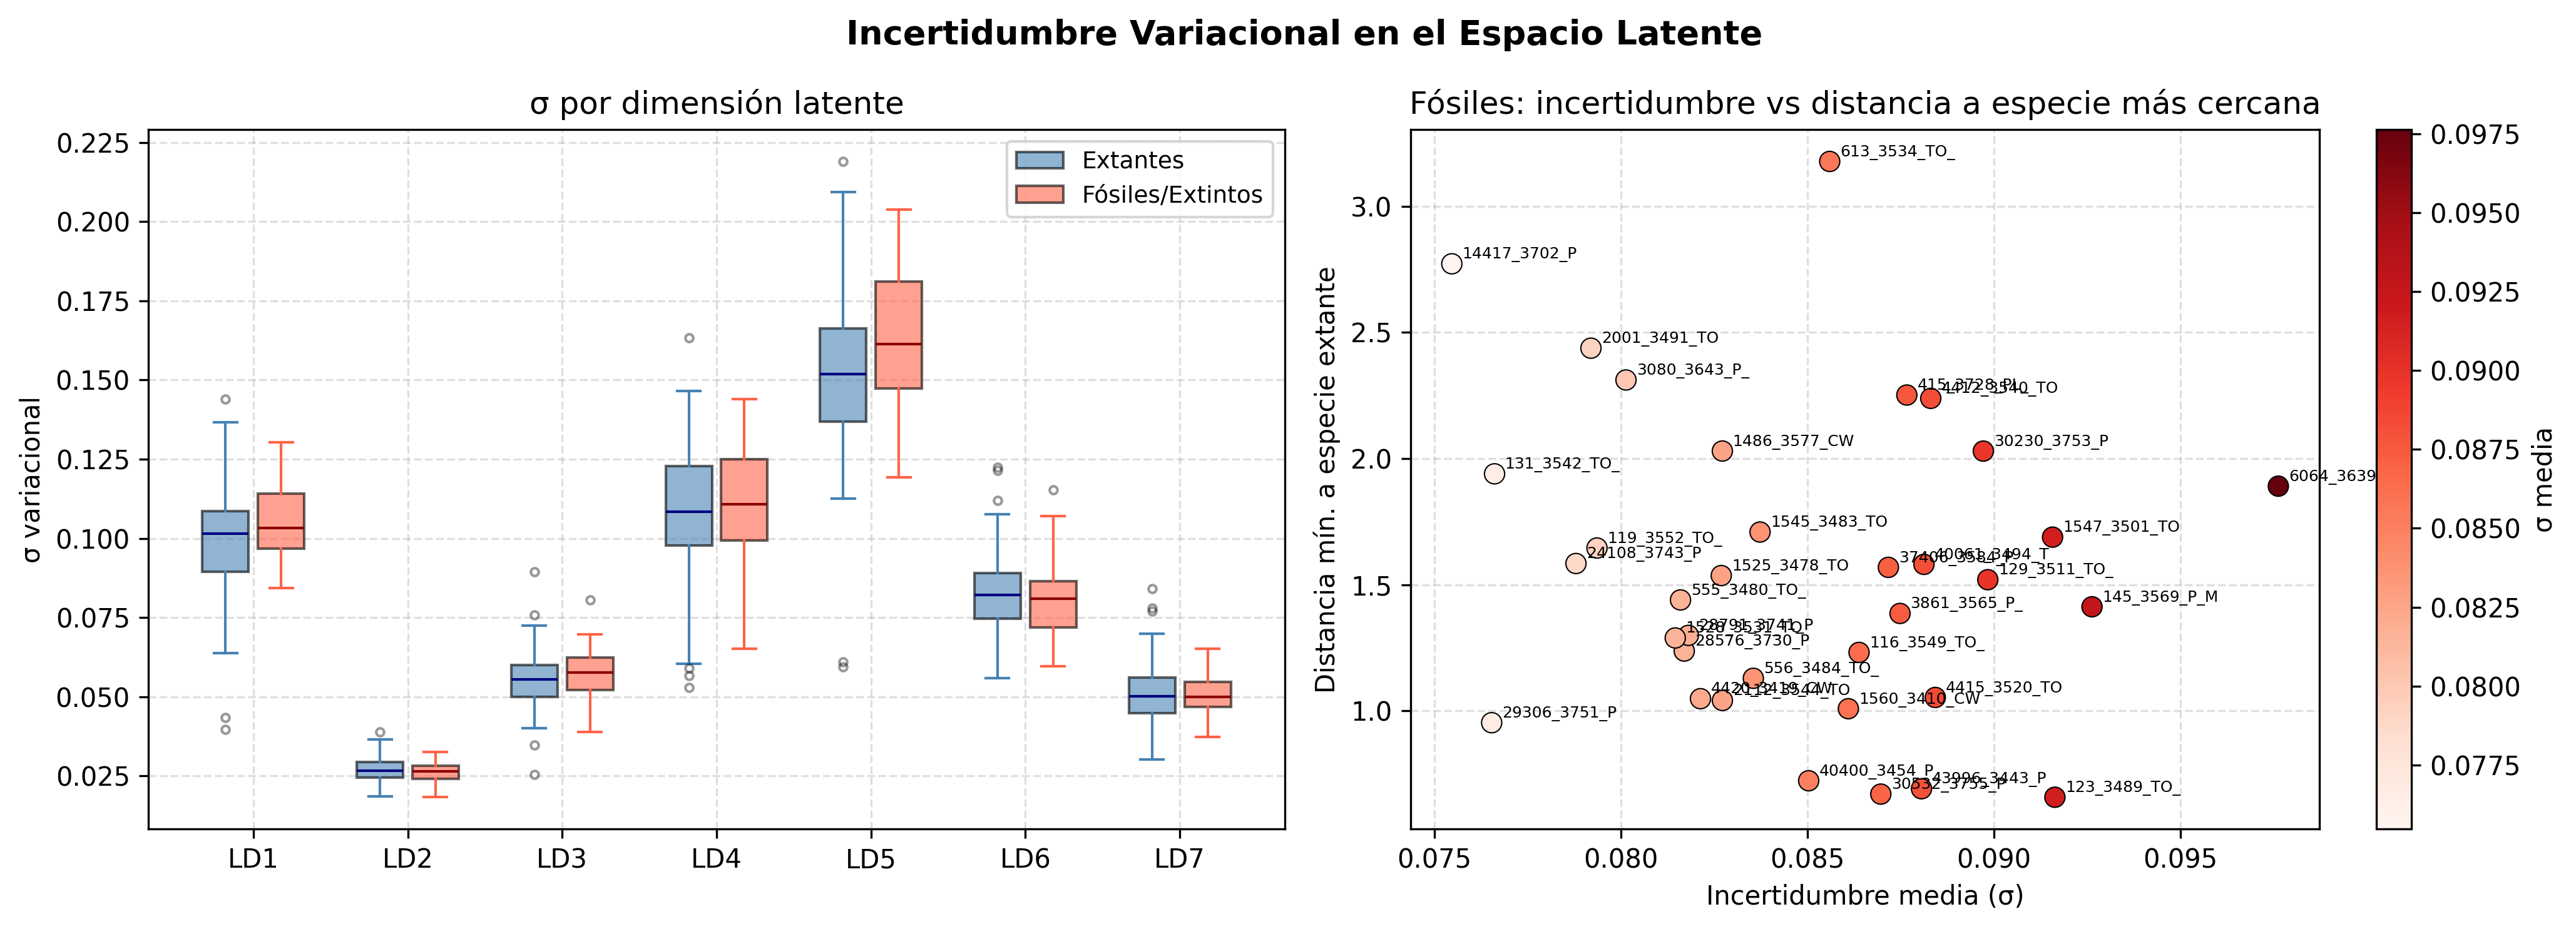 Incertidumbre Variacional en el Espacio Latente
σ por dimensión latente
σ variacional
0.225
0.200
0.175
0.150
0.125
0.100
0.075
0.050
0.025
LD1
LD2
LD3
LD4
LD5
LD6
LD7
Extantes
Fósiles/Extintos
Fósiles: incertidumbre vs distancia a especie más cercana
Distancia mín. a especie extante
3.0
2.5
2.0
1.5
1.0
613_3534_TO_
14417_3702_P
2001_3491_TO
3080_3643_P_
4412_3540_TO
1486_3577_CW
30230_3753_P
131_3542_TO_
6064_3639
1545_3483_TO
1547_3501_TO
119_3552_TO_
24108_3743_P
40061_3494_T
1525_3478_TO
129_3511_TO_
555_3480_TO_
3861_3565_P_
145_3569_P_M
28791_3741_P
28576_3730_P
116_3549_TO_
556_3484_TO_
2112_3544_TO
4415_3520_TO
1560_3410_CW
29306_3751_P
40400_3454_P
43996_3443_P
30532_3755_P
123_3489_TO_
0.075
0.080
0.085
0.090
0.095
Incertidumbre media (σ)
0.0975
0.0950
0.0925
0.0900
0.0875
0.0850
0.0825
0.0800
0.0775
σ media